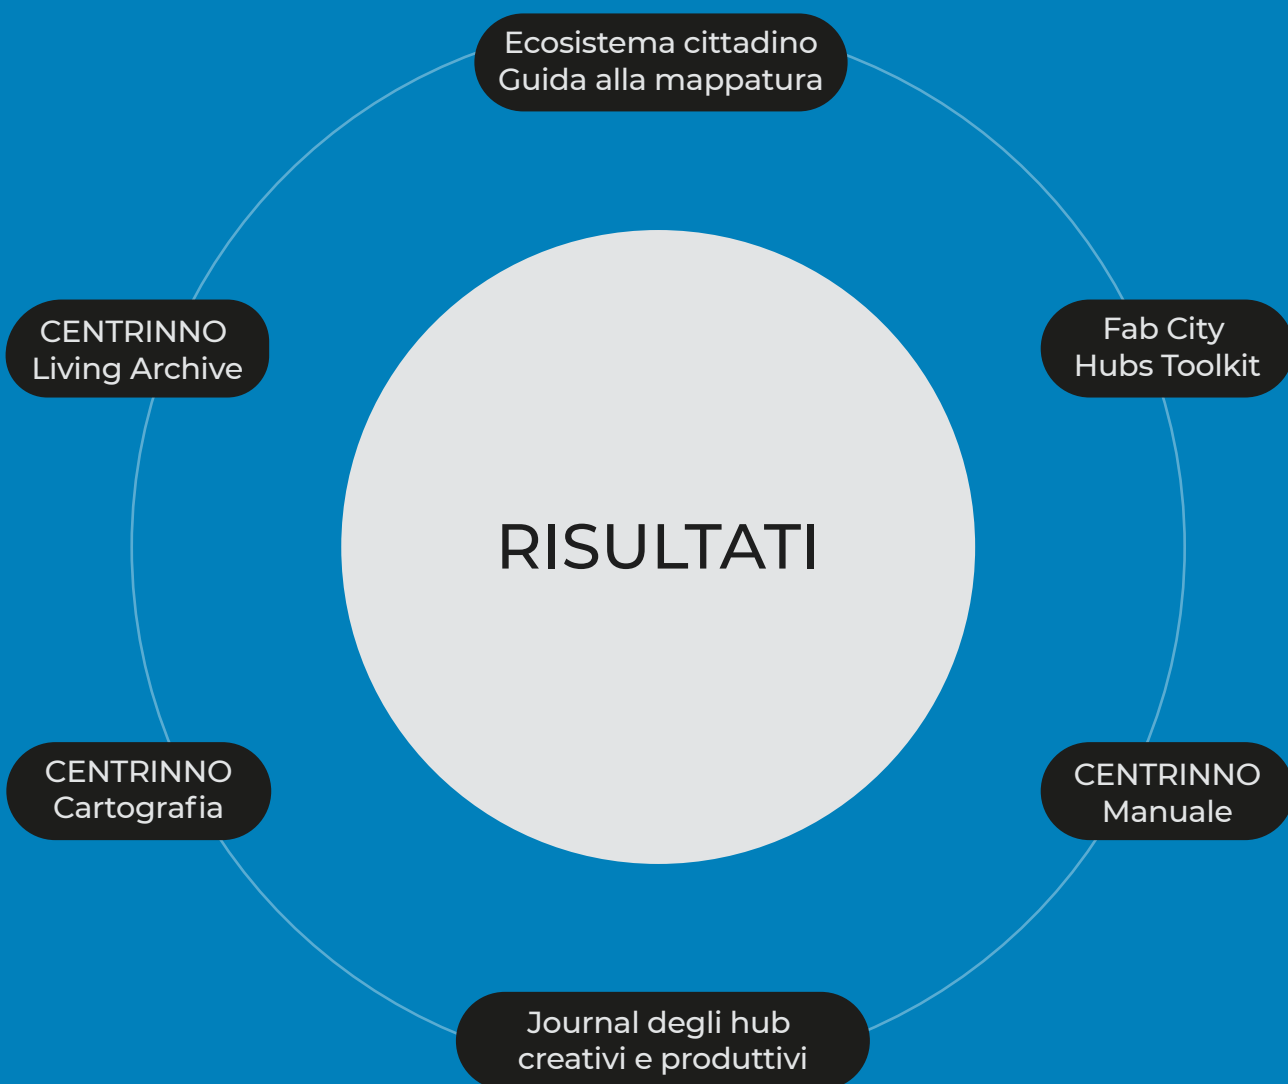 Ecosistema cittadino
Guida alla mappatura
CENTRINNO
Living Archive
Fab City
Hubs Toolkit
RISULTATI
CENTRINNO
Cartografia
CENTRINNO
Manuale
Journal degli hub
creativi e produttivi